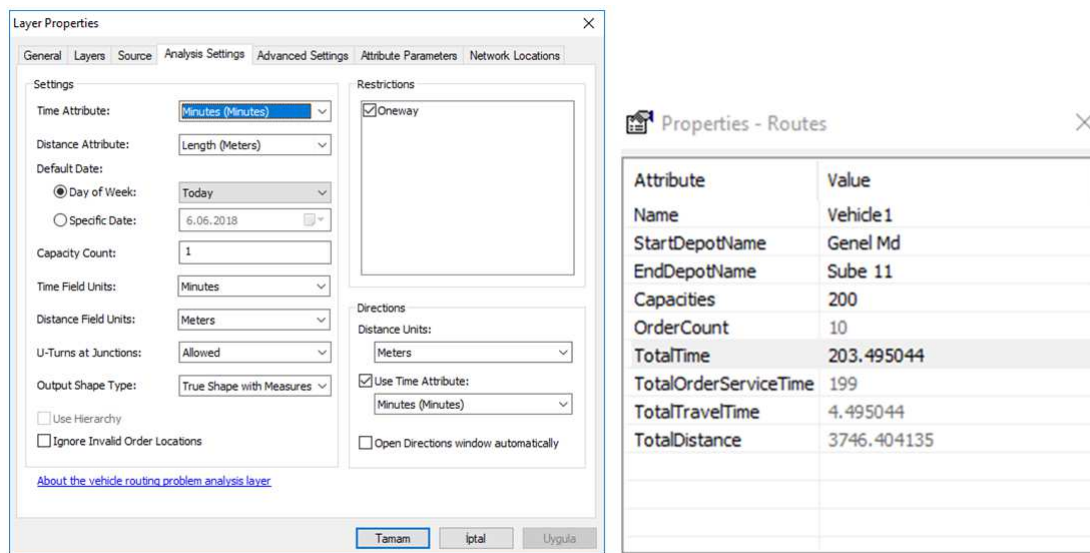 Layer Properties
General Layers Source Analysis Settings Advanced Settings Attribute Parameters Network Locations
Settings
Time Attribute: Minutes (Minutes)
Distance Attribute: Length (Meters)
Default Date:
Day of Week: Today
Specific Date: 6.06.2018
Capacity Count: 1
Time Field Units: Minutes
Distance Field Units: Meters
U-Turns at Junctions: Allowed
Output Shape Type: True Shape with Measures
Use Hierarchy
Ignore Invalid Order Locations
About the vehicle routing problem analysis layer
Restrictions
Oneway
Directions
Distance Units:
Meters
Use Time Attribute:
Minutes (Minutes)
Open Directions window automatically
Tamam İptal Uygula
Properties - Routes
Attribute Value
Name Vehicle1
StartDepotName Genel Md
EndDepotName Sube 11
Capacities 200
OrderCount 10
TotalTime 203.495044
TotalOrderServiceTime 199
TotalTravelTime 4.495044
TotalDistance 3746.404135